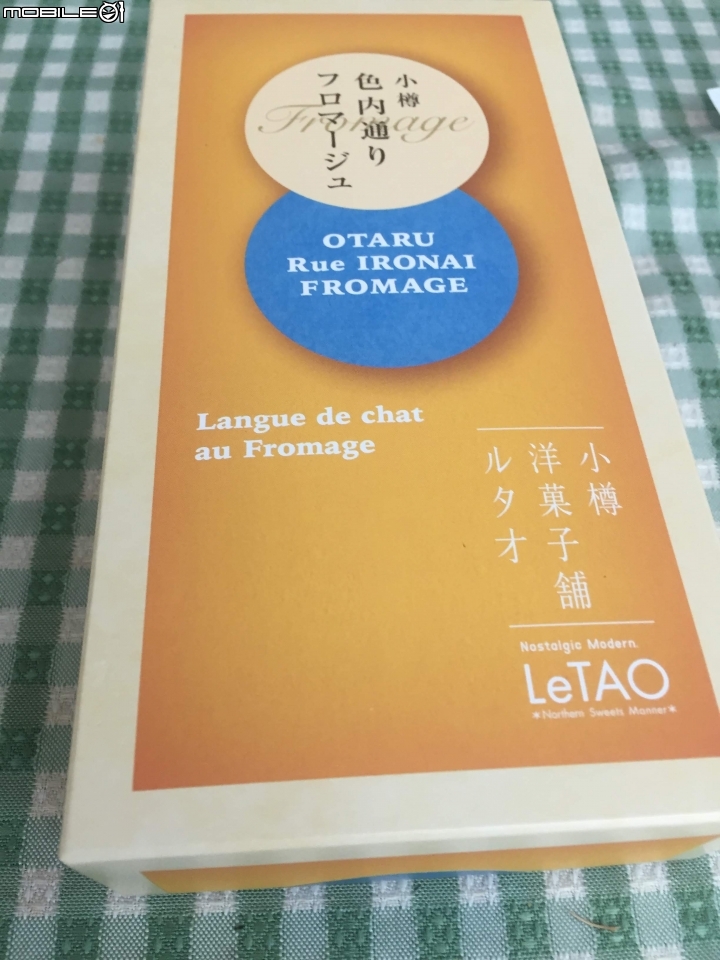 MOBILE01
小樽
色内通り
フロマージュ
Fromage
OTARU
Rue IRONAI
FROMAGE
Langue de chat
au Fromage
小樽
洋菓子舗
ルタオ
Nostalgic Modern.
LeTAO
*Northern Sweets Manner*